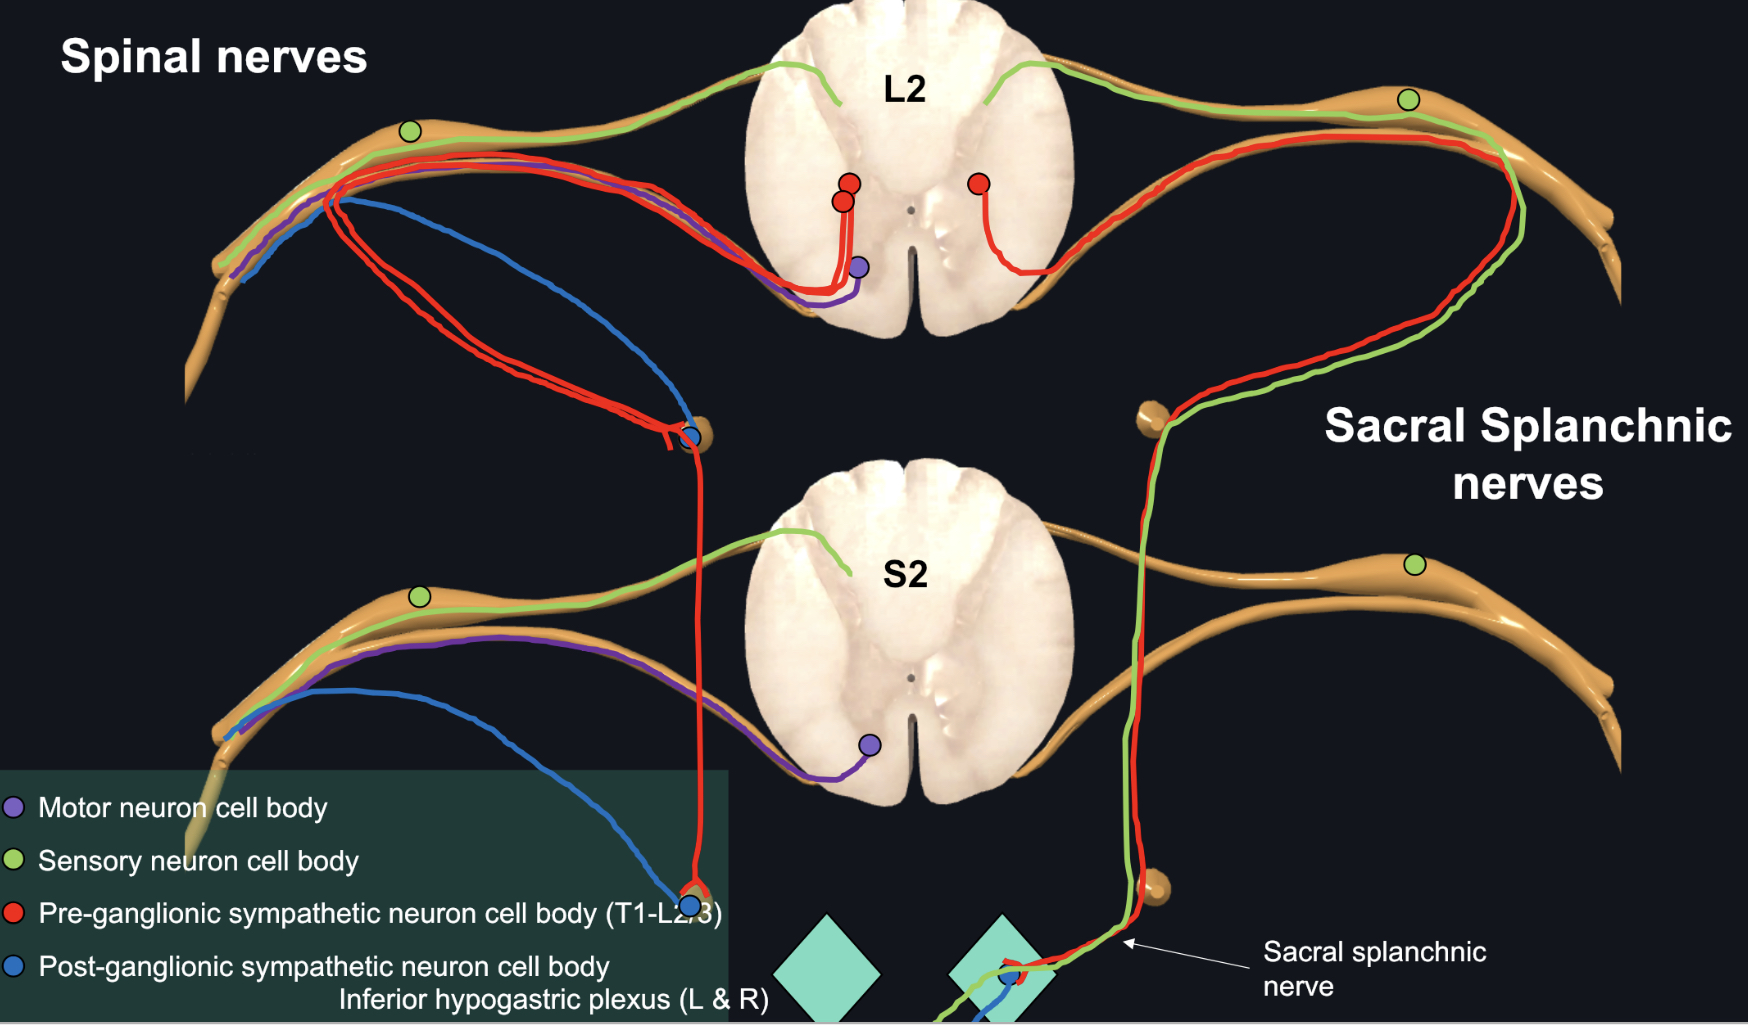 Spinal nerves
L2
Sacral Splanchnic
nerves
S2
Motor neuron cell body
Sensory neuron cell body
Pre-ganglionic sympathetic neuron cell body (T1-L2/3)
Post-ganglionic sympathetic neuron cell body
Inferior hypogastric plexus (L & R)
Sacral splanchnic
nerve